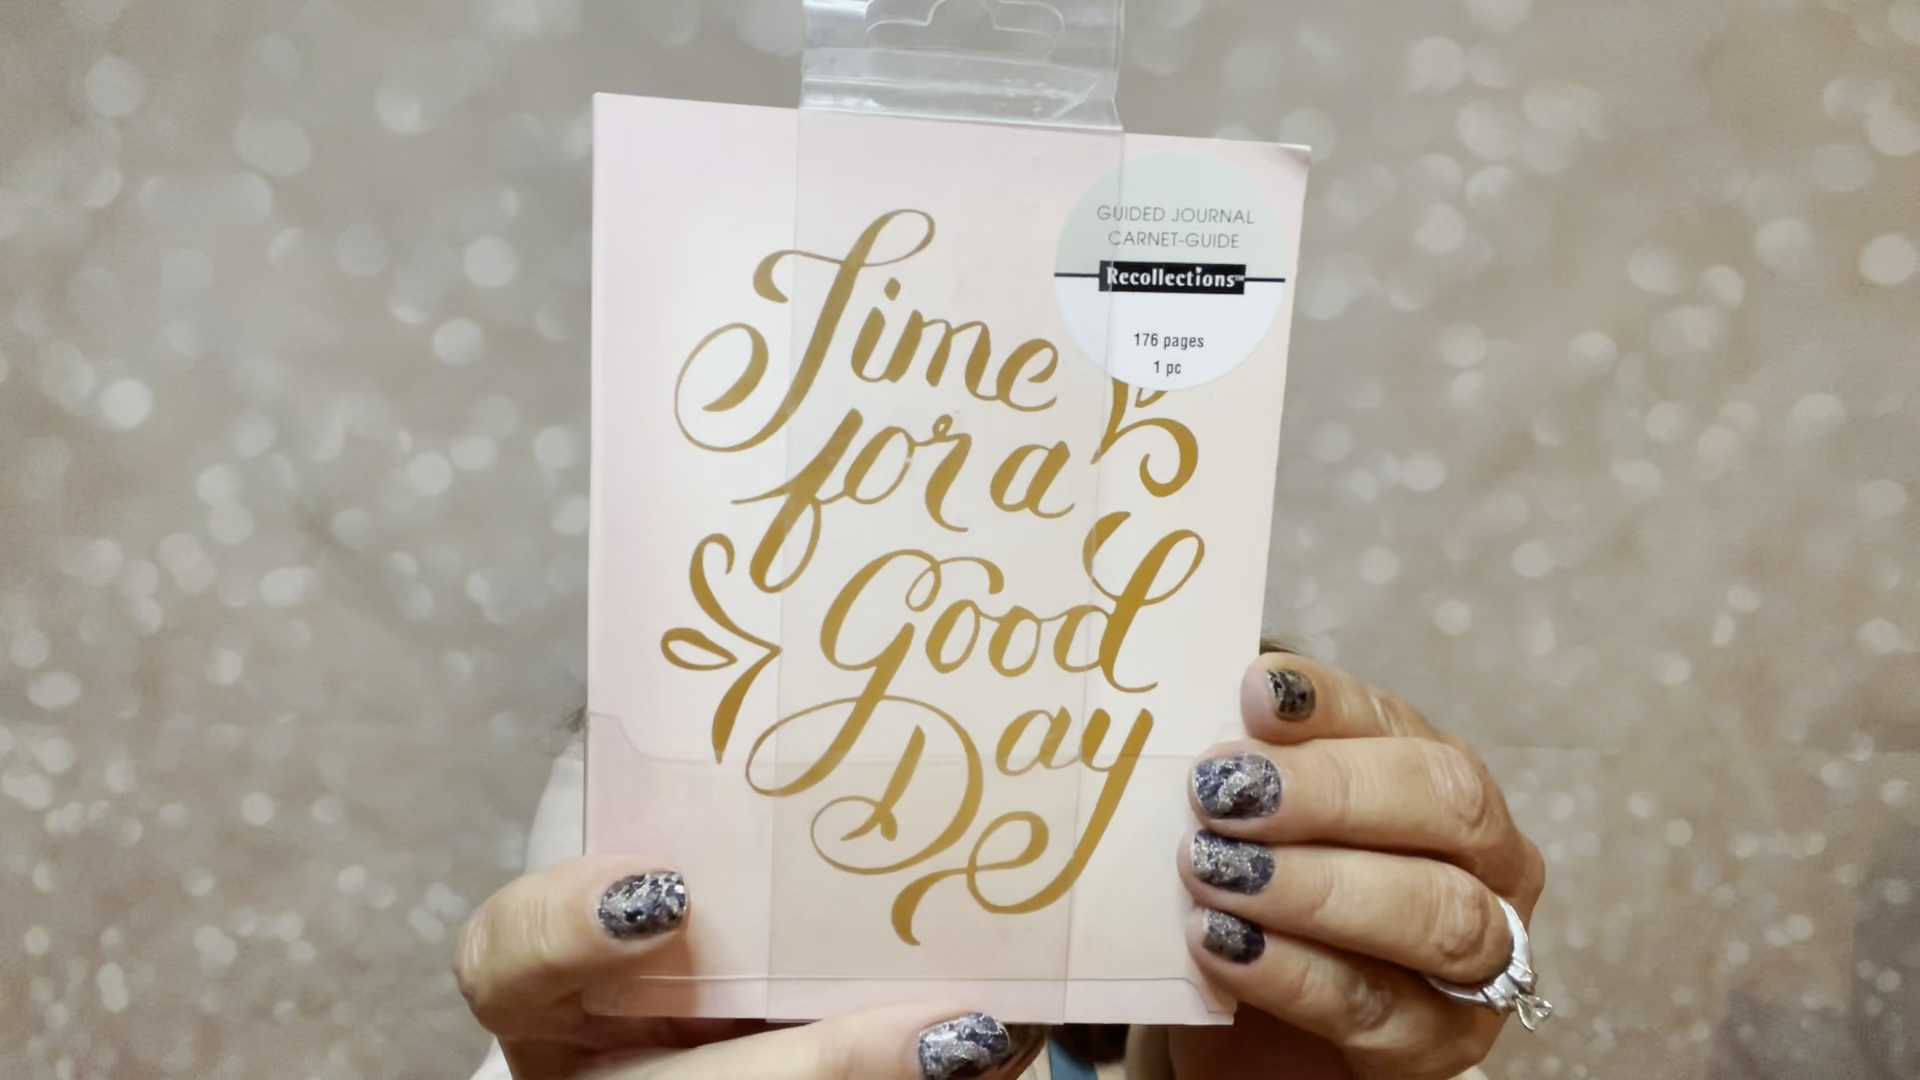 GUIDED JOURNAL
CARNET-GUIDE
Recollections™
176 pages
1 pc
Time
for a
Good
Day